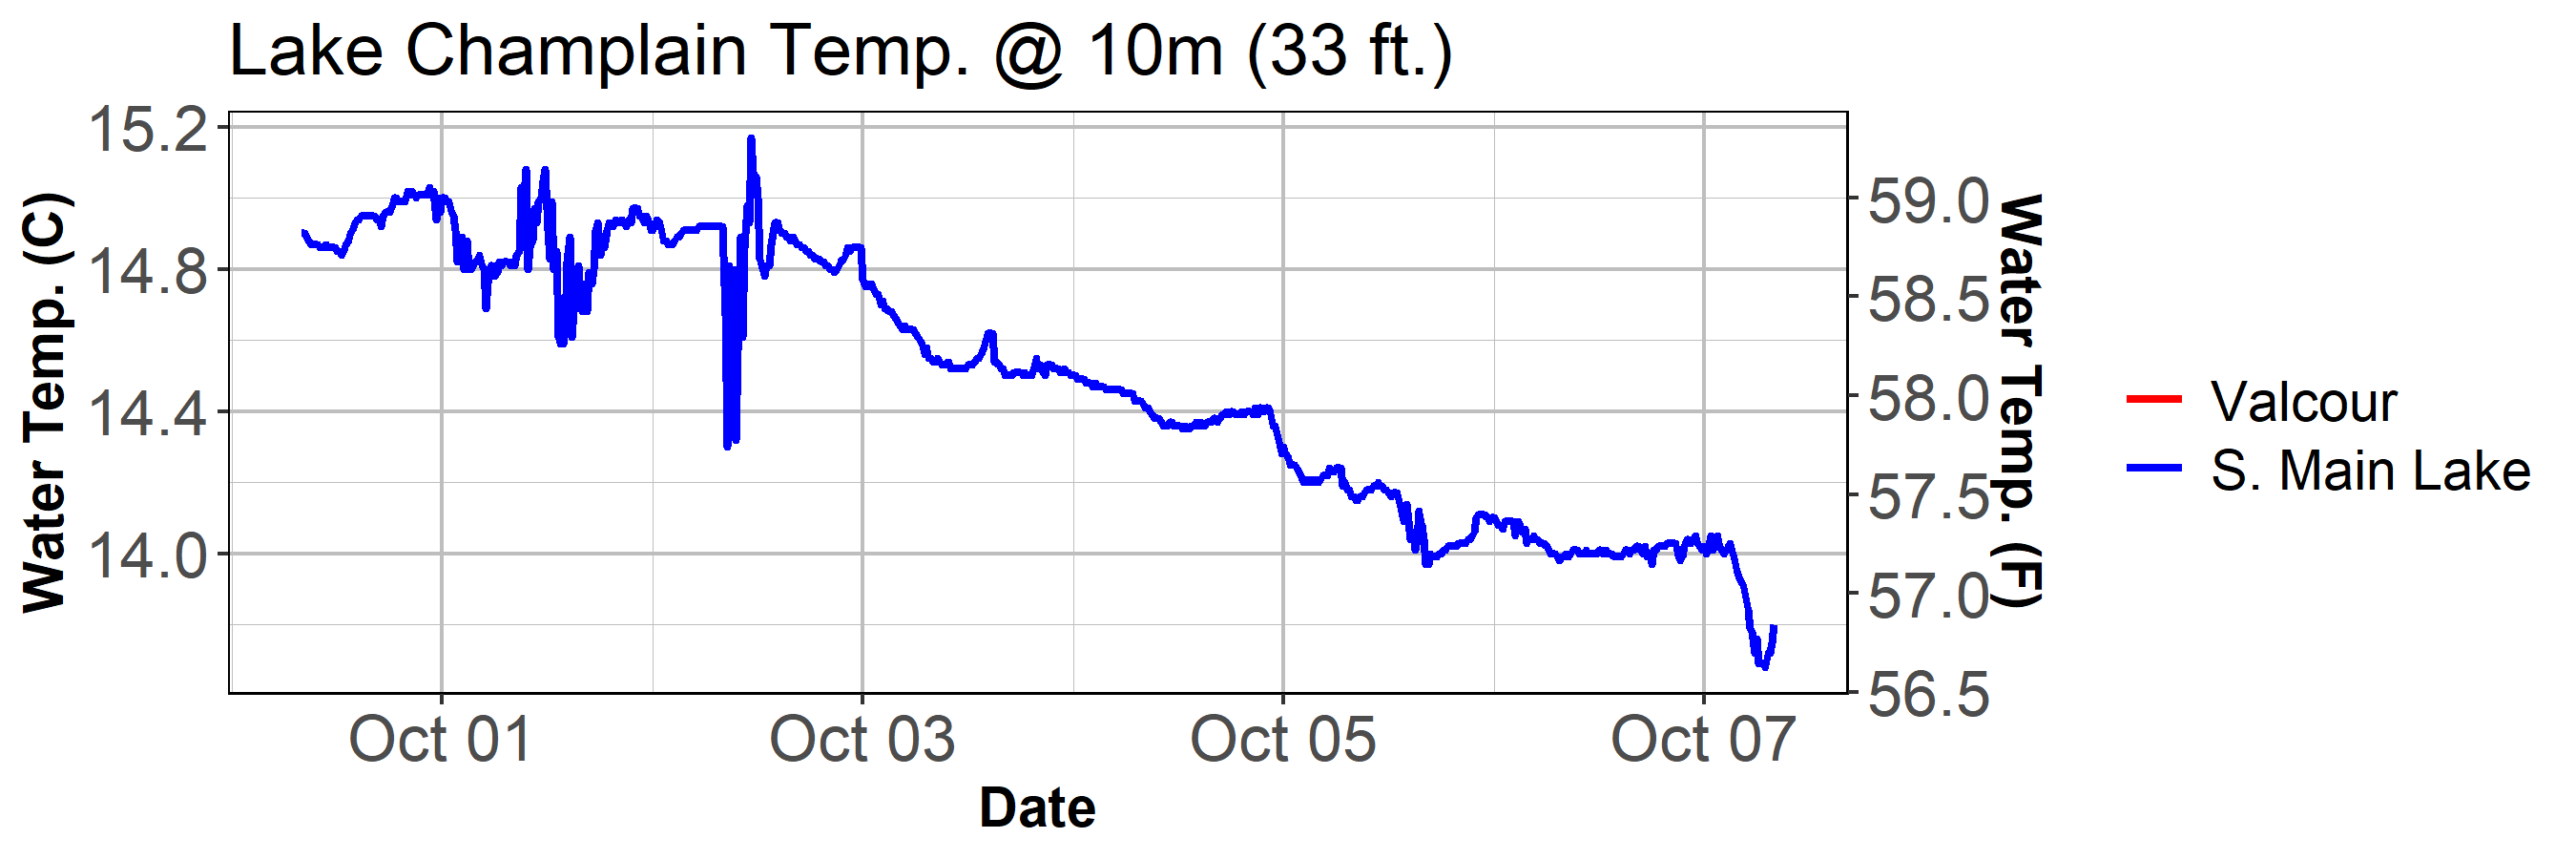 Lake Champlain Temp. @ 10m (33 ft.)
Water Temp. (C)
15.2
14.8
14.4
14.0
59.0
58.5
58.0
57.5
57.0
56.5
Water Temp. (F)
Oct 01
Oct 03
Oct 05
Oct 07
Date
Valcour
S. Main Lake